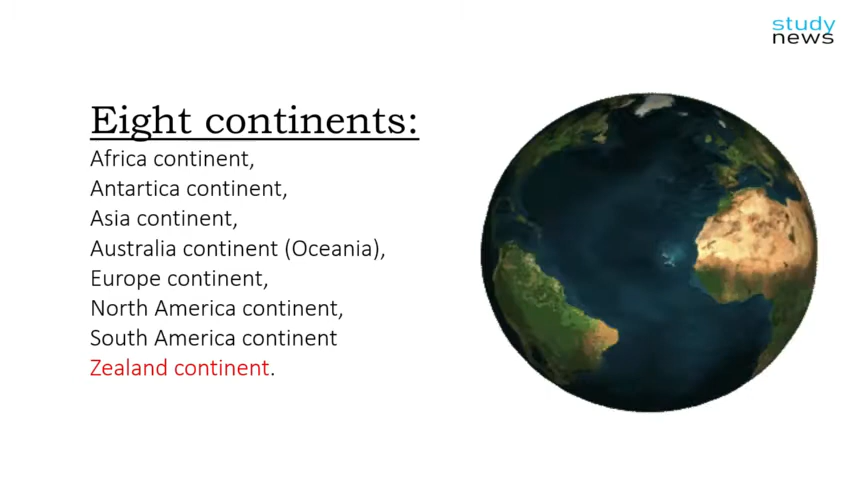 study
news
Eight continents:
Africa continent,
Antartica continent,
Asia continent,
Australia continent (Oceania),
Europe continent,
North America continent,
South America continent
Zealand continent.